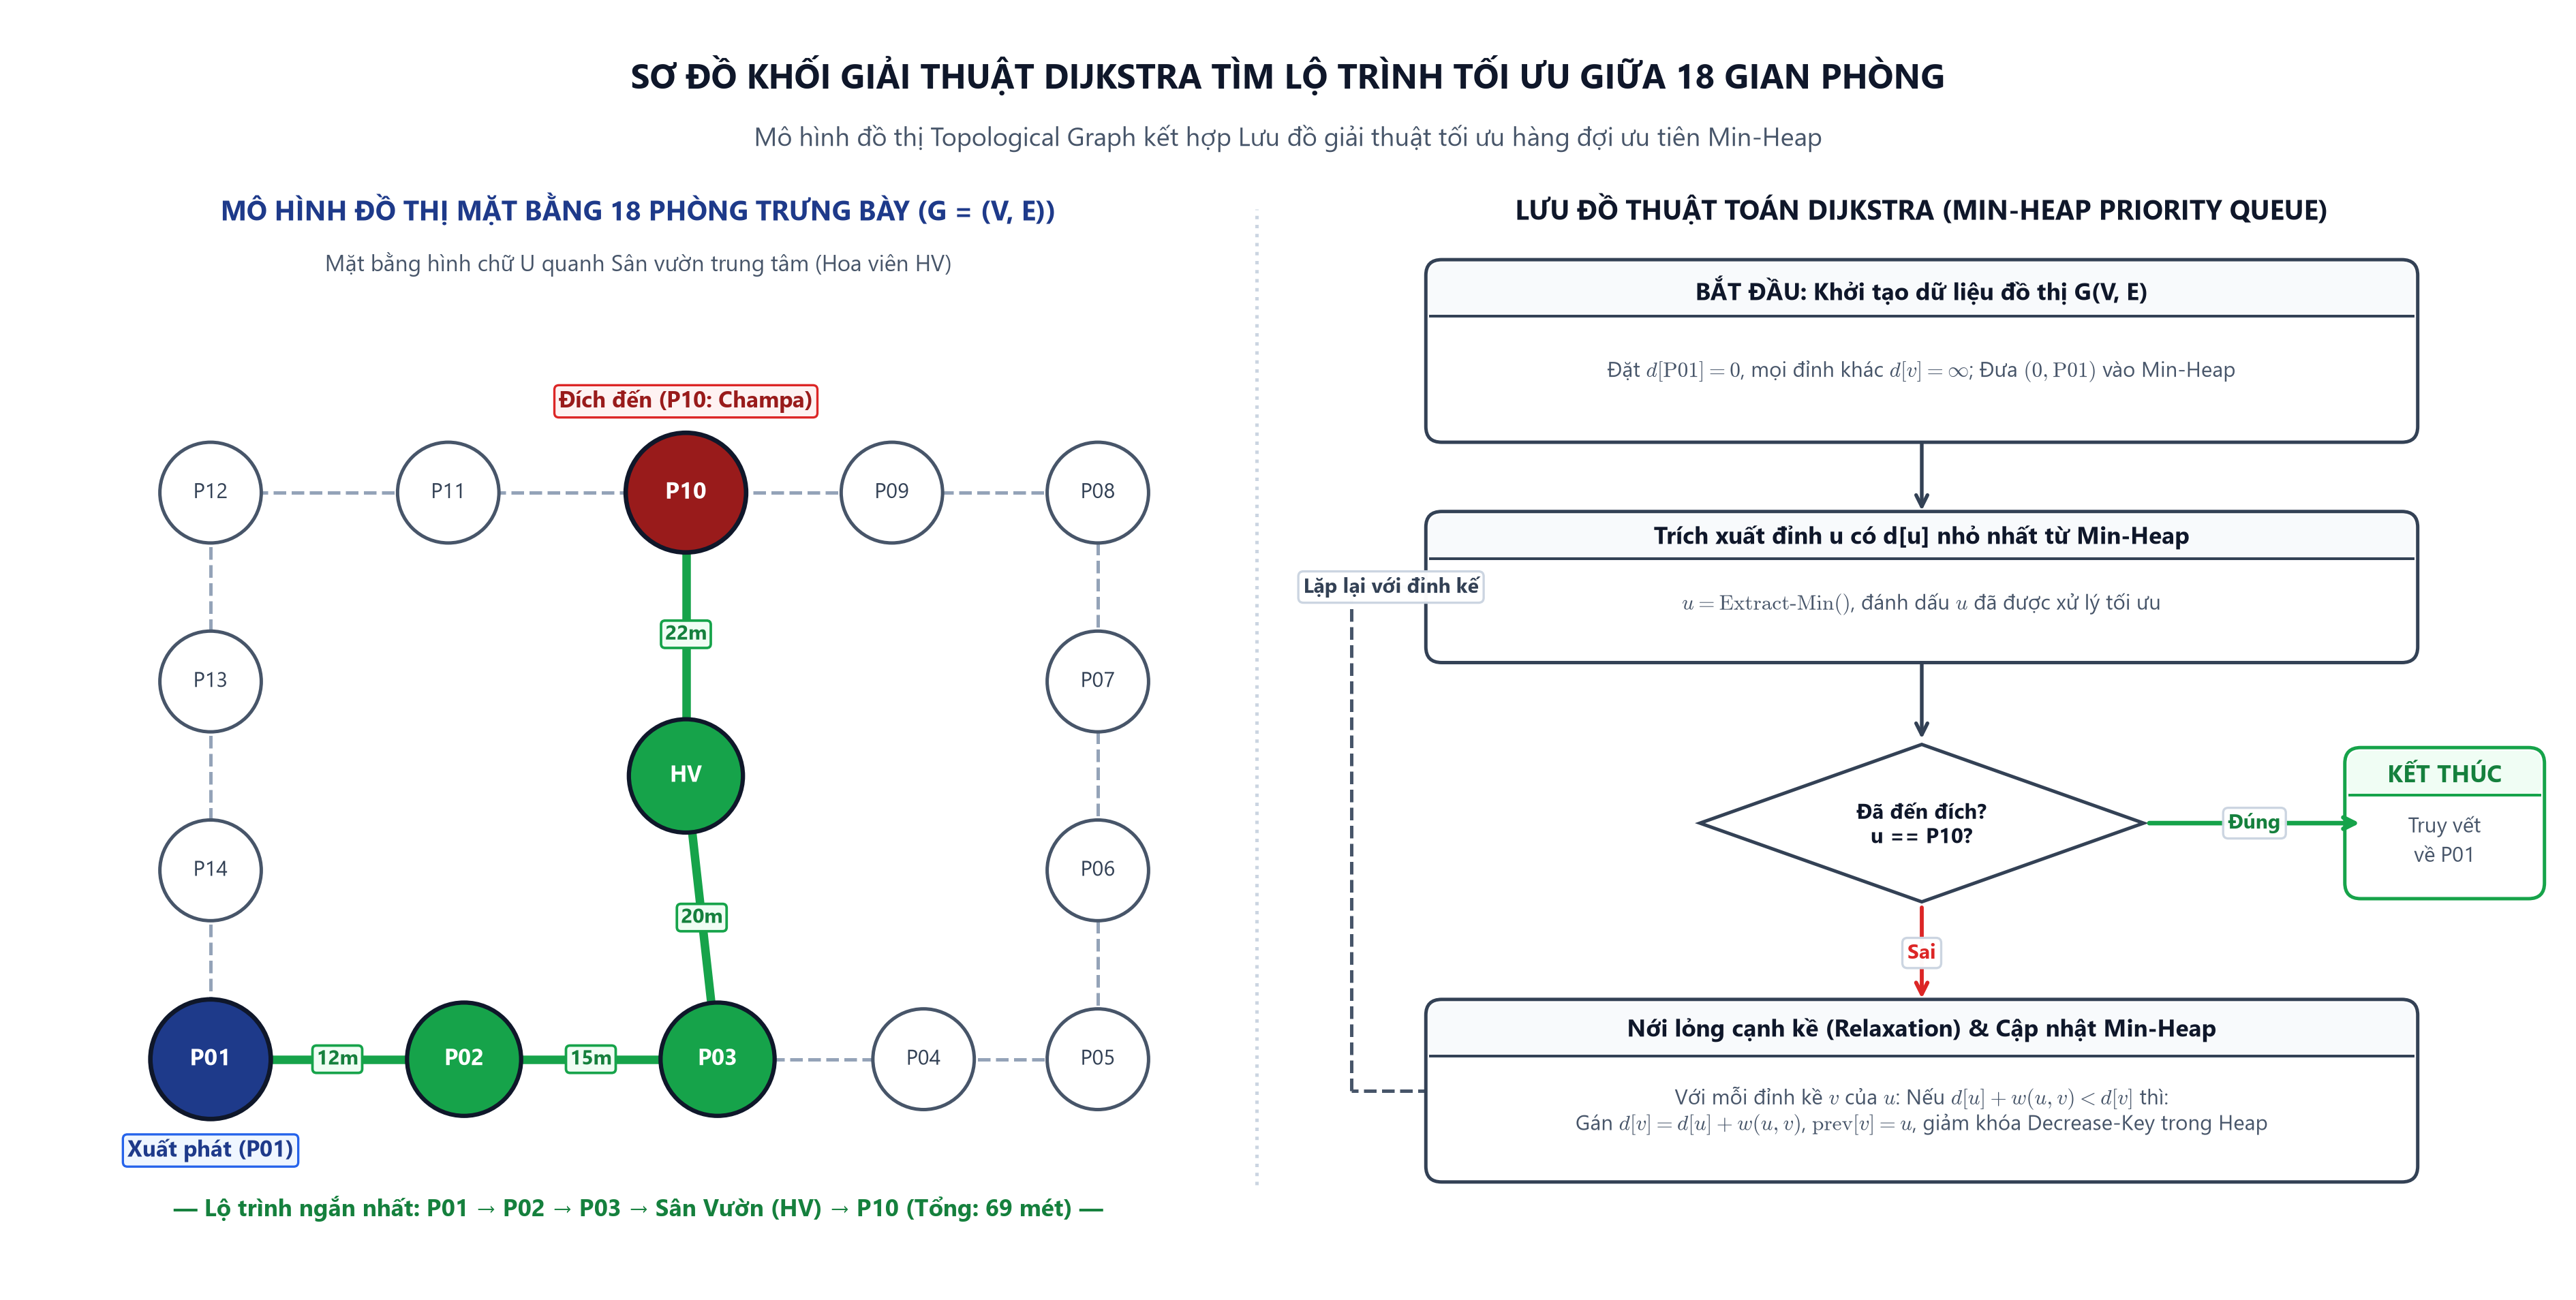 SƠ ĐỒ KHỐI GIẢI THUẬT DIJKSTRA TÌM LỘ TRÌNH TỐI ƯU GIỮA 18 GIAN PHÒNG
Mô hình đồ thị Topological Graph kết hợp Lưu đồ giải thuật tối ưu hàng đợi ưu tiên Min-Heap
MÔ HÌNH ĐỒ THỊ MẶT BẰNG 18 PHÒNG TRƯNG BÀY (G = (V, E))
Mặt bằng hình chữ U quanh Sân vườn trung tâm (Hoa viên HV)
Đích đến (P10: Champa)
P12
P11
P10
P09
P08
22m
P13
P07
HV
P14
P06
20m
P01
12m
P02
15m
P03
P04
P05
Xuất phát (P01)
— Lộ trình ngắn nhất: P01 → P02 → P03 → Sân Vườn (HV) → P10 (Tổng: 69 mét) —
LƯU ĐỒ THUẬT TOÁN DIJKSTRA (MIN-HEAP PRIORITY QUEUE)
BẮT ĐẦU: Khởi tạo dữ liệu đồ thị G(V, E)
Đặt d[P01] = 0, mọi đỉnh khác d[v] = ∞; Đưa (0, P01) vào Min-Heap
Trích xuất đỉnh u có d[u] nhỏ nhất từ Min-Heap
Lặp lại với đỉnh kế
u = Extract-Min(), đánh dấu u đã được xử lý tối ưu
Đã đến đích?
u == P10?
Đúng
KẾT THÚC
Truy vết
về P01
Sai
Nới lỏng cạnh kề (Relaxation) & Cập nhật Min-Heap
Với mỗi đỉnh kề v của u: Nếu d[u] + w(u, v) < d[v] thì:
Gán d[v] = d[u] + w(u, v), prev[v] = u, giảm khóa Decrease-Key trong Heap